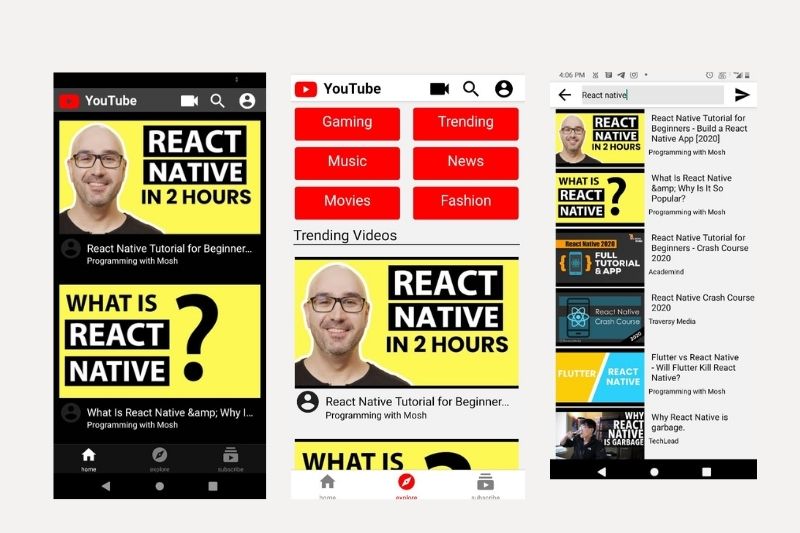 YouTube
REACT
NATIVE
IN 2 HOURS
React Native Tutorial for Beginner...
Programming with Mosh
WHAT IS
REACT
NATIVE
?
What Is React Native &amp; Why I...
Programming with Mosh
home
explore
subscribe
YouTube
Gaming
Trending
Music
News
Movies
Fashion
Trending Videos
REACT
NATIVE
IN 2 HOURS
React Native Tutorial for Beginner...
Programming with Mosh
WHAT IS
home
explore
subscribe
4:06 PM
React native
REACT
NATIVE
IN 2 HOURS
React Native Tutorial for
Beginners - Build a React
Native App [2020]
Programming with Mosh
WHAT IS
REACT
NATIVE
?
What Is React Native
&amp; Why Is It So
Popular?
Programming with Mosh
React Native 2020
FULL
TUTORIAL
& APP
React Native Tutorial for
Beginners - Crash Course
2020
Academind
React Native
Crash Course
2020
React Native Crash Course
2020
Traversy Media
FLUTTER
REACT
NATIVE
Flutter vs React Native
- Will Flutter Kill React
Native?
Programming with Mosh
WHY
REACT
NATIVE
IS GARBAGE
Why React Native is
garbage.
TechLead